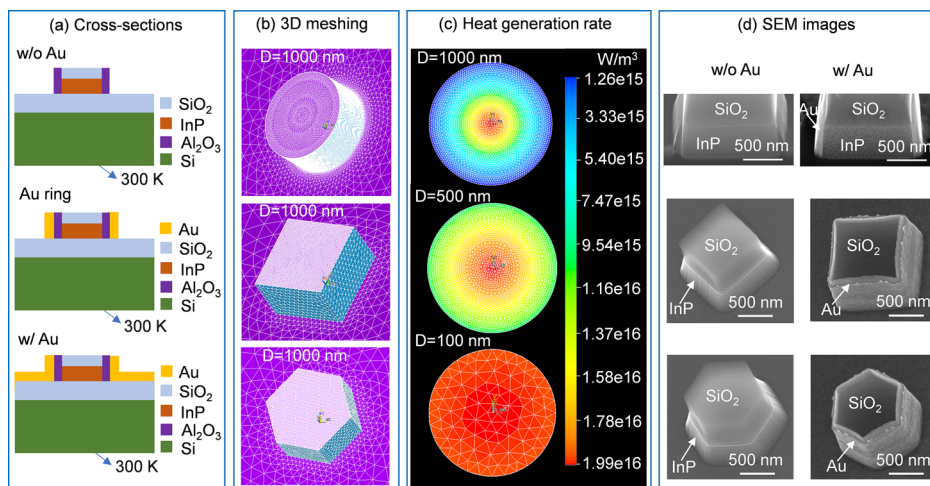 (a) Cross-sections
w/o Au
SiO₂
InP
Al₂O₃
Si
300 K
Au ring
Au
SiO₂
InP
Al₂O₃
Si
300 K
w/ Au
Au
SiO₂
InP
Al₂O₃
Si
300 K
(b) 3D meshing
D=1000 nm
D=1000 nm
D=1000 nm
(c) Heat generation rate
W/m³
D=1000 nm
1.26e15
3.33e15
5.40e15
7.47e15
D=500 nm
9.54e15
1.16e16
1.37e16
D=100 nm
1.58e16
1.78e16
1.99e16
(d) SEM images
w/o Au
w/ Au
SiO₂
InP
500 nm
Au
SiO₂
InP
500 nm
SiO₂
InP
500 nm
SiO₂
Au
500 nm
SiO₂
InP
500 nm
SiO₂
Au
500 nm